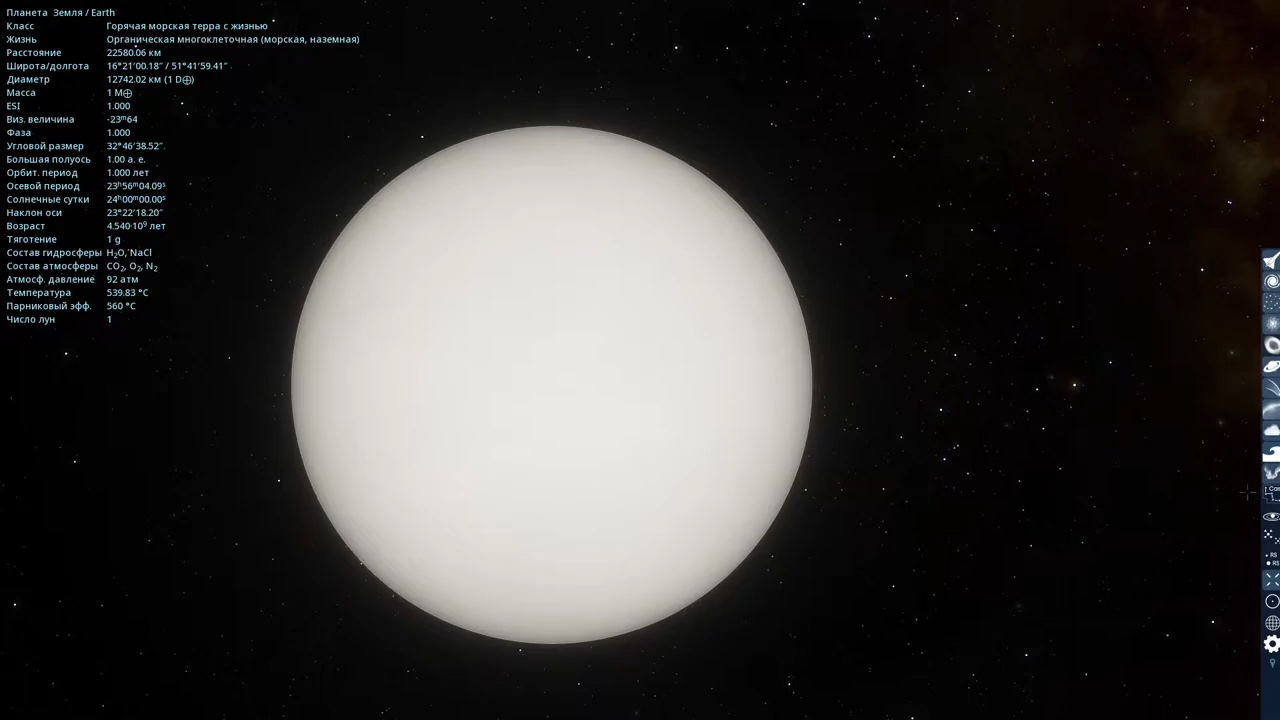 Планета Земля / Earth
Класс Горячая морская терра с жизнью
Жизнь Органическая многоклеточная (морская, наземная)
Расстояние 22580.06 км
Широта/долгота 16°21′00.18″ / 51°41′59.41″
Диаметр 12742.02 км (1 D⊕)
Масса 1 M⊕
ESI 1.000
Виз. величина -23ᵐ64
Фаза 1.000
Угловой размер 32°46′38.52″
Большая полуось 1.00 а. е.
Орбит. период 1.000 лет
Осевой период 23ʰ56ᵐ04.09ˢ
Солнечные сутки 24ʰ00ᵐ00.00ˢ
Наклон оси 23°22′18.20″
Возраст 4.540·10⁹ лет
Тяготение 1 g
Состав гидросферы H₂O, NaCl
Состав атмосферы CO₂, O₂, N₂
Атмосф. давление 92 атм
Температура 539.83 °C
Парниковый эфф. 560 °C
Число лун 1
RS